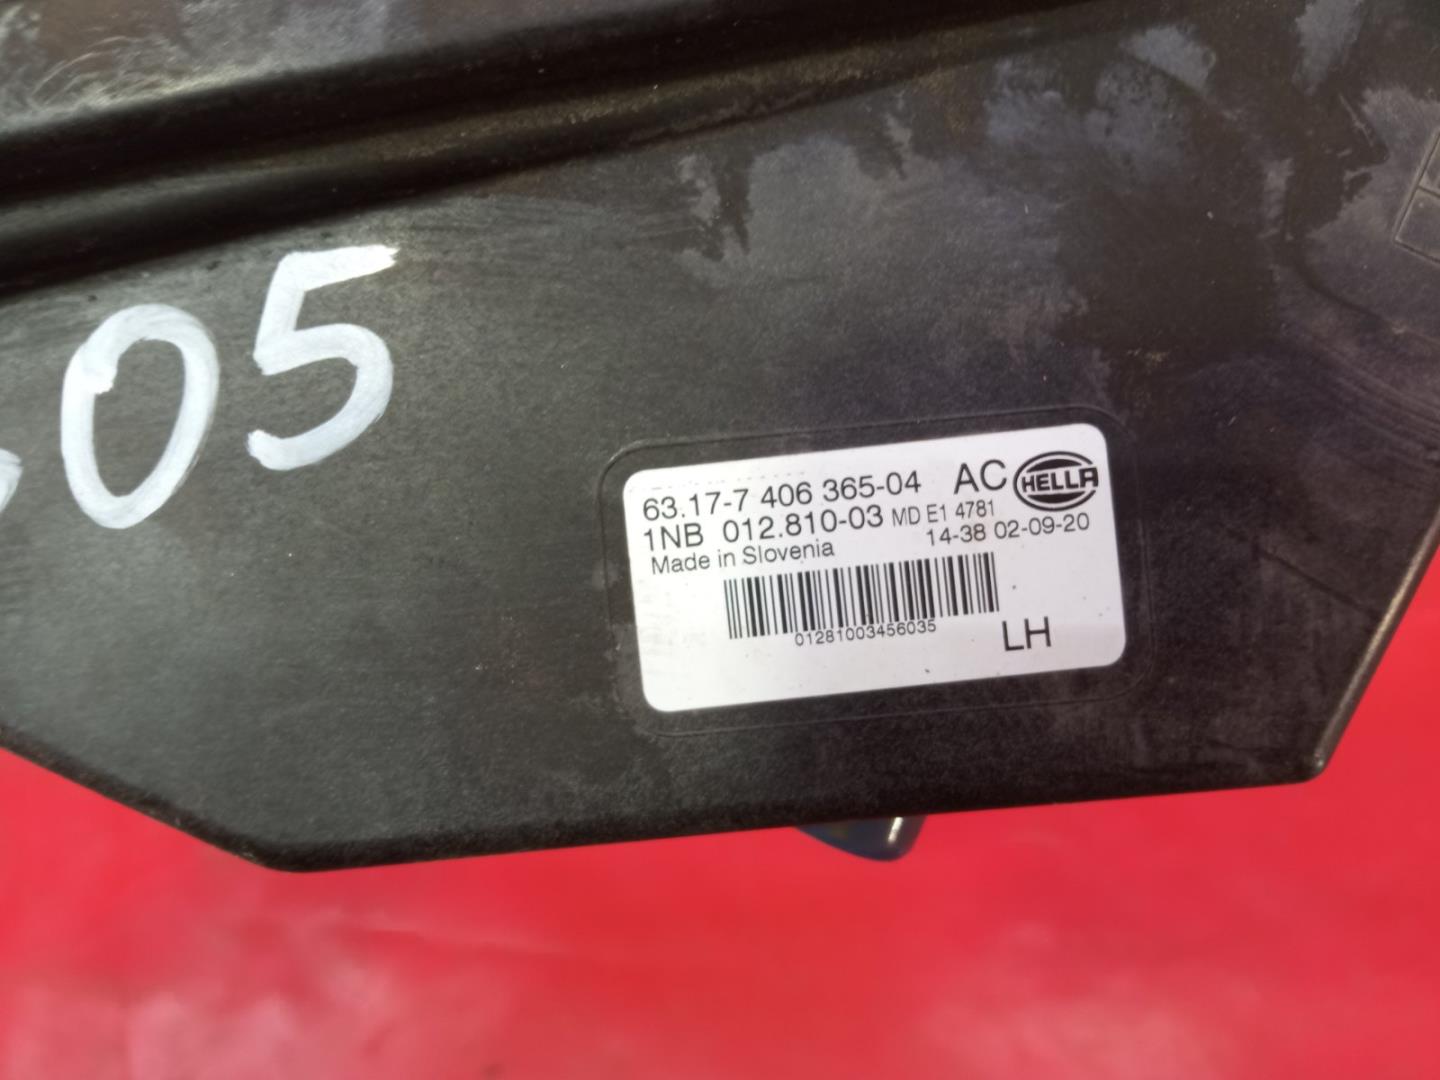 05
63.17-7 406 365-04 AC HELLA
1NB 012.810-03 MD E1 4781
Made in Slovenia 14-38 02-09-20
01281003456035
LH